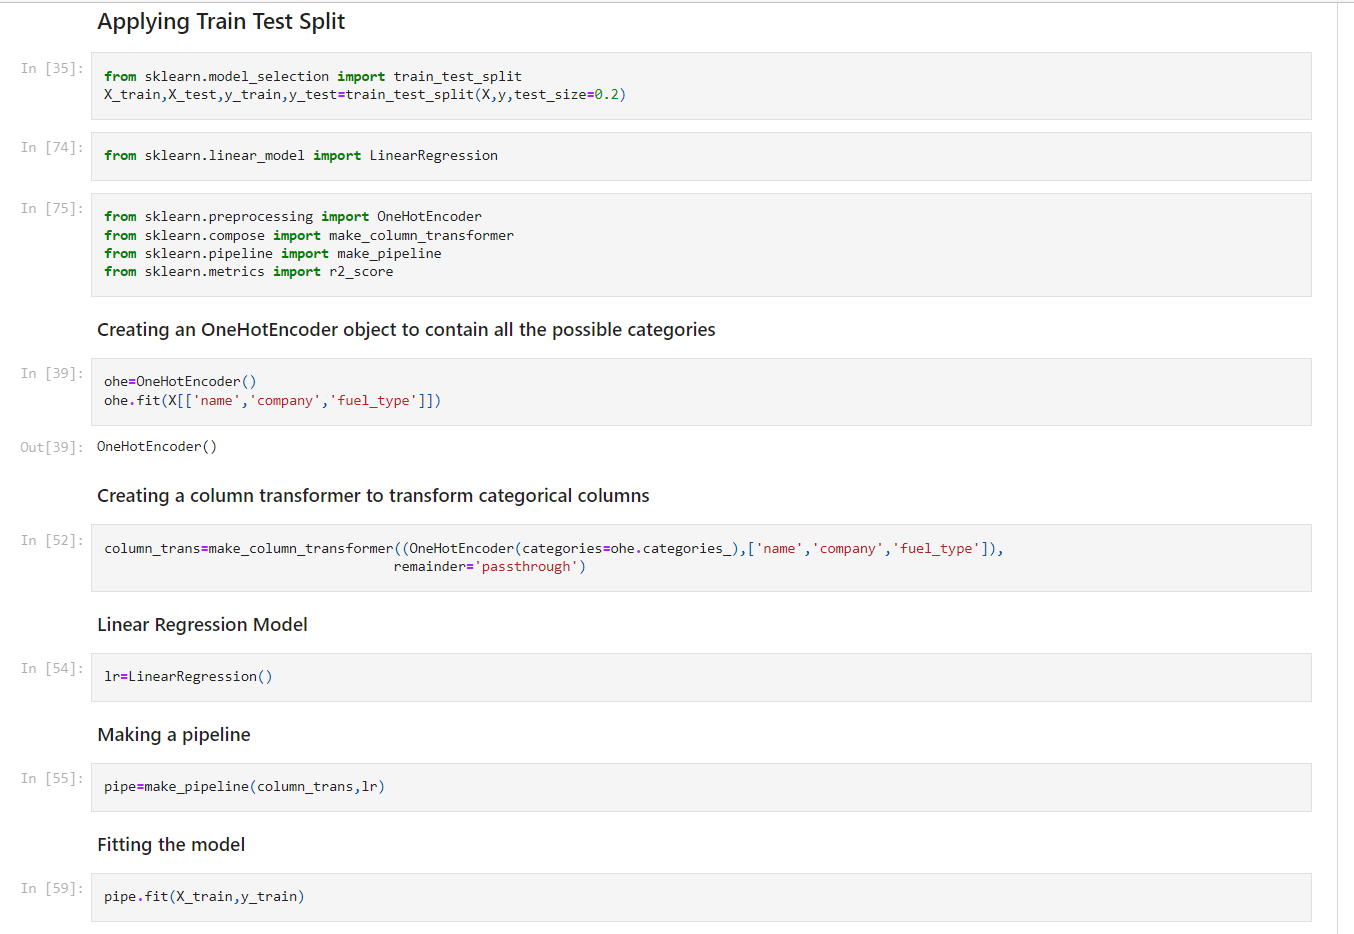 Applying Train Test Split
In [35]:
from sklearn.model_selection import train_test_split
X_train,X_test,y_train,y_test=train_test_split(X,y,test_size=0.2)
In [74]:
from sklearn.linear_model import LinearRegression
In [75]:
from sklearn.preprocessing import OneHotEncoder
from sklearn.compose import make_column_transformer
from sklearn.pipeline import make_pipeline
from sklearn.metrics import r2_score
Creating an OneHotEncoder object to contain all the possible categories
In [39]:
ohe=OneHotEncoder()
ohe.fit(X[['name','company','fuel_type']])
Out[39]:
OneHotEncoder()
Creating a column transformer to transform categorical columns
In [52]:
column_trans=make_column_transformer((OneHotEncoder(categories=ohe.categories_),['name','company','fuel_type']),
remainder='passthrough')
Linear Regression Model
In [54]:
lr=LinearRegression()
Making a pipeline
In [55]:
pipe=make_pipeline(column_trans,lr)
Fitting the model
In [59]:
pipe.fit(X_train,y_train)